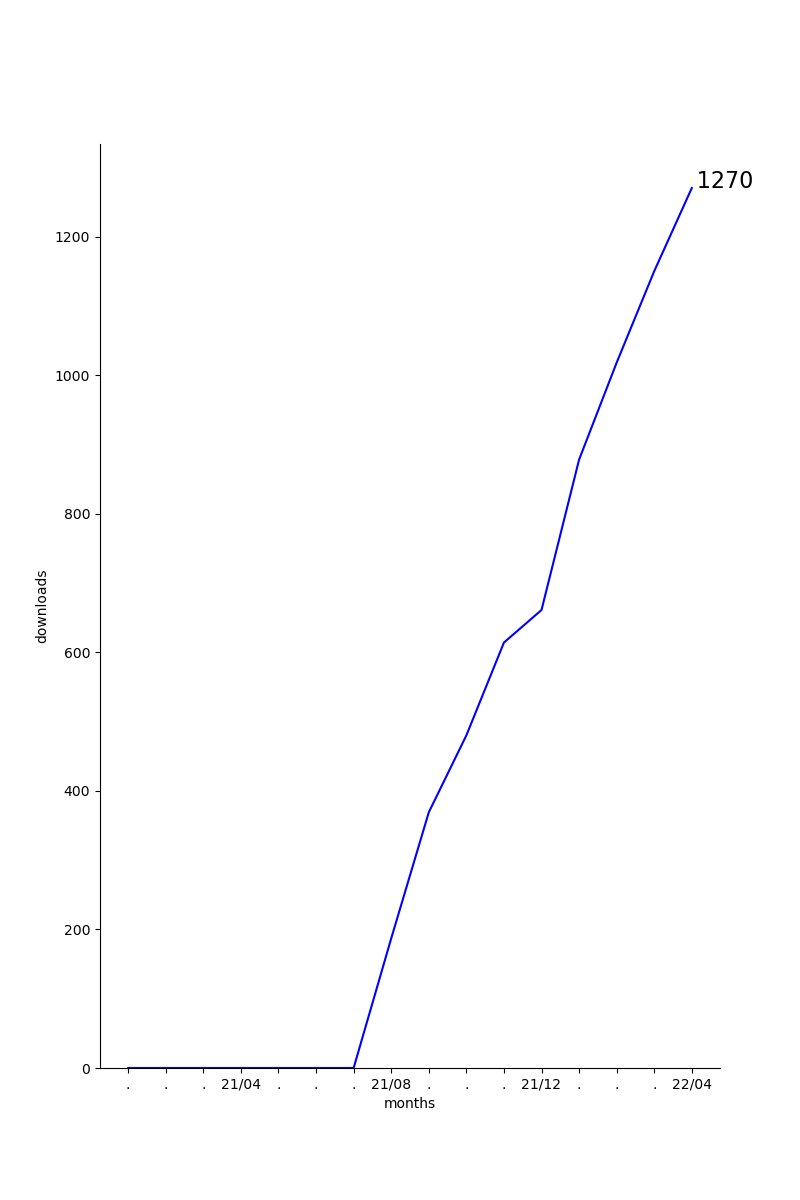 1270
1200
1000
800
600
400
200
0
downloads
. . . 21/04 . . . 21/08 . . . 21/12 . . . 22/04
months